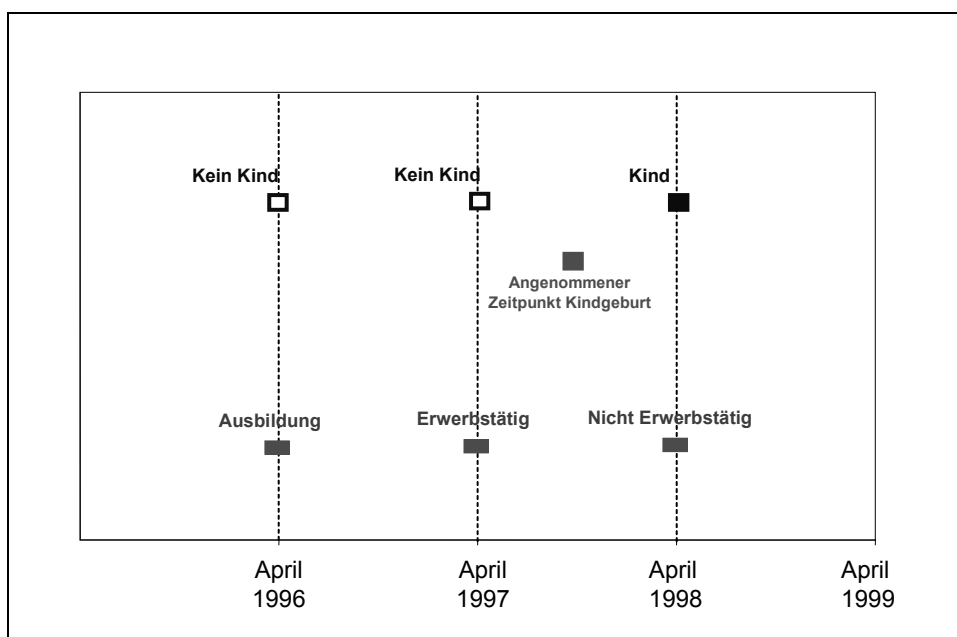 Kein Kind
Kein Kind
Kind
Angenommener
Zeitpunkt Kindgeburt
Ausbildung
Erwerbstätig
Nicht Erwerbstätig
April
1996
April
1997
April
1998
April
1999